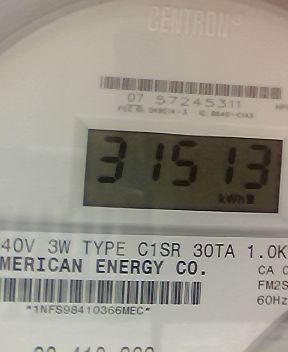 CENTRON®
07 57245311
31513
kWh
40V 3W TYPE C1SR 30TA 1.0K
MERICAN ENERGY CO.
CA 0
FM2S
60Hz
*1NFS98410366MEC*